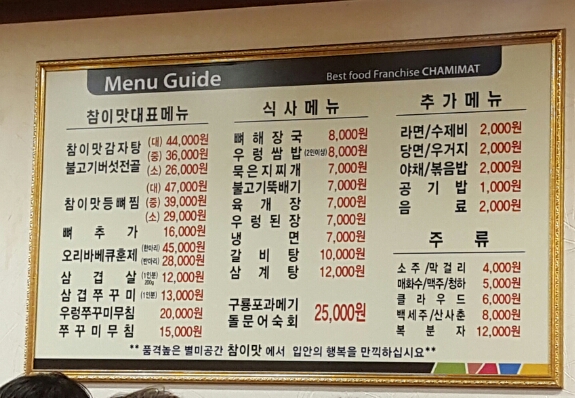 Menu Guide
Best food Franchise CHAMIMAT
참이맛대표메뉴
참이맛감자탕
불고기버섯전골
(대) 44,000원
(중) 36,000원
(소) 26,000원
참이맛등뼈찜
(대) 47,000원
(중) 39,000원
(소) 29,000원
뼈 추 가 16,000원
오리바베큐훈제
(한마리) 45,000원
(반마리) 28,000원
삼 겹 살 (1인분) 200g 12,000원
삼겹쭈꾸미 (1인분) 13,000원
우렁쭈꾸미무침 20,000원
쭈꾸미무침 15,000원
식사메뉴
뼈해장국 8,000원
우렁쌈밥 (2인이상) 8,000원
묵은지찌개 7,000원
불고기뚝배기 7,000원
육 개 장 7,000원
우렁된장 7,000원
냉 면 7,000원
갈 비 탕 10,000원
삼 계 탕 12,000원
구룡포과메기
돌문어숙회
25,000원
추가메뉴
라면/수제비 2,000원
당면/우거지 2,000원
야채/볶음밥 2,000원
공 기 밥 1,000원
음 료 2,000원
주 류
소주/막걸리 4,000원
매화수/맥주/청하 5,000원
클 라 우 드 6,000원
백세주/산사춘 8,000원
복 분 자 12,000원
** 품격높은 별미공간 참이맛 에서 입안의 행복을 만끽하십시요**